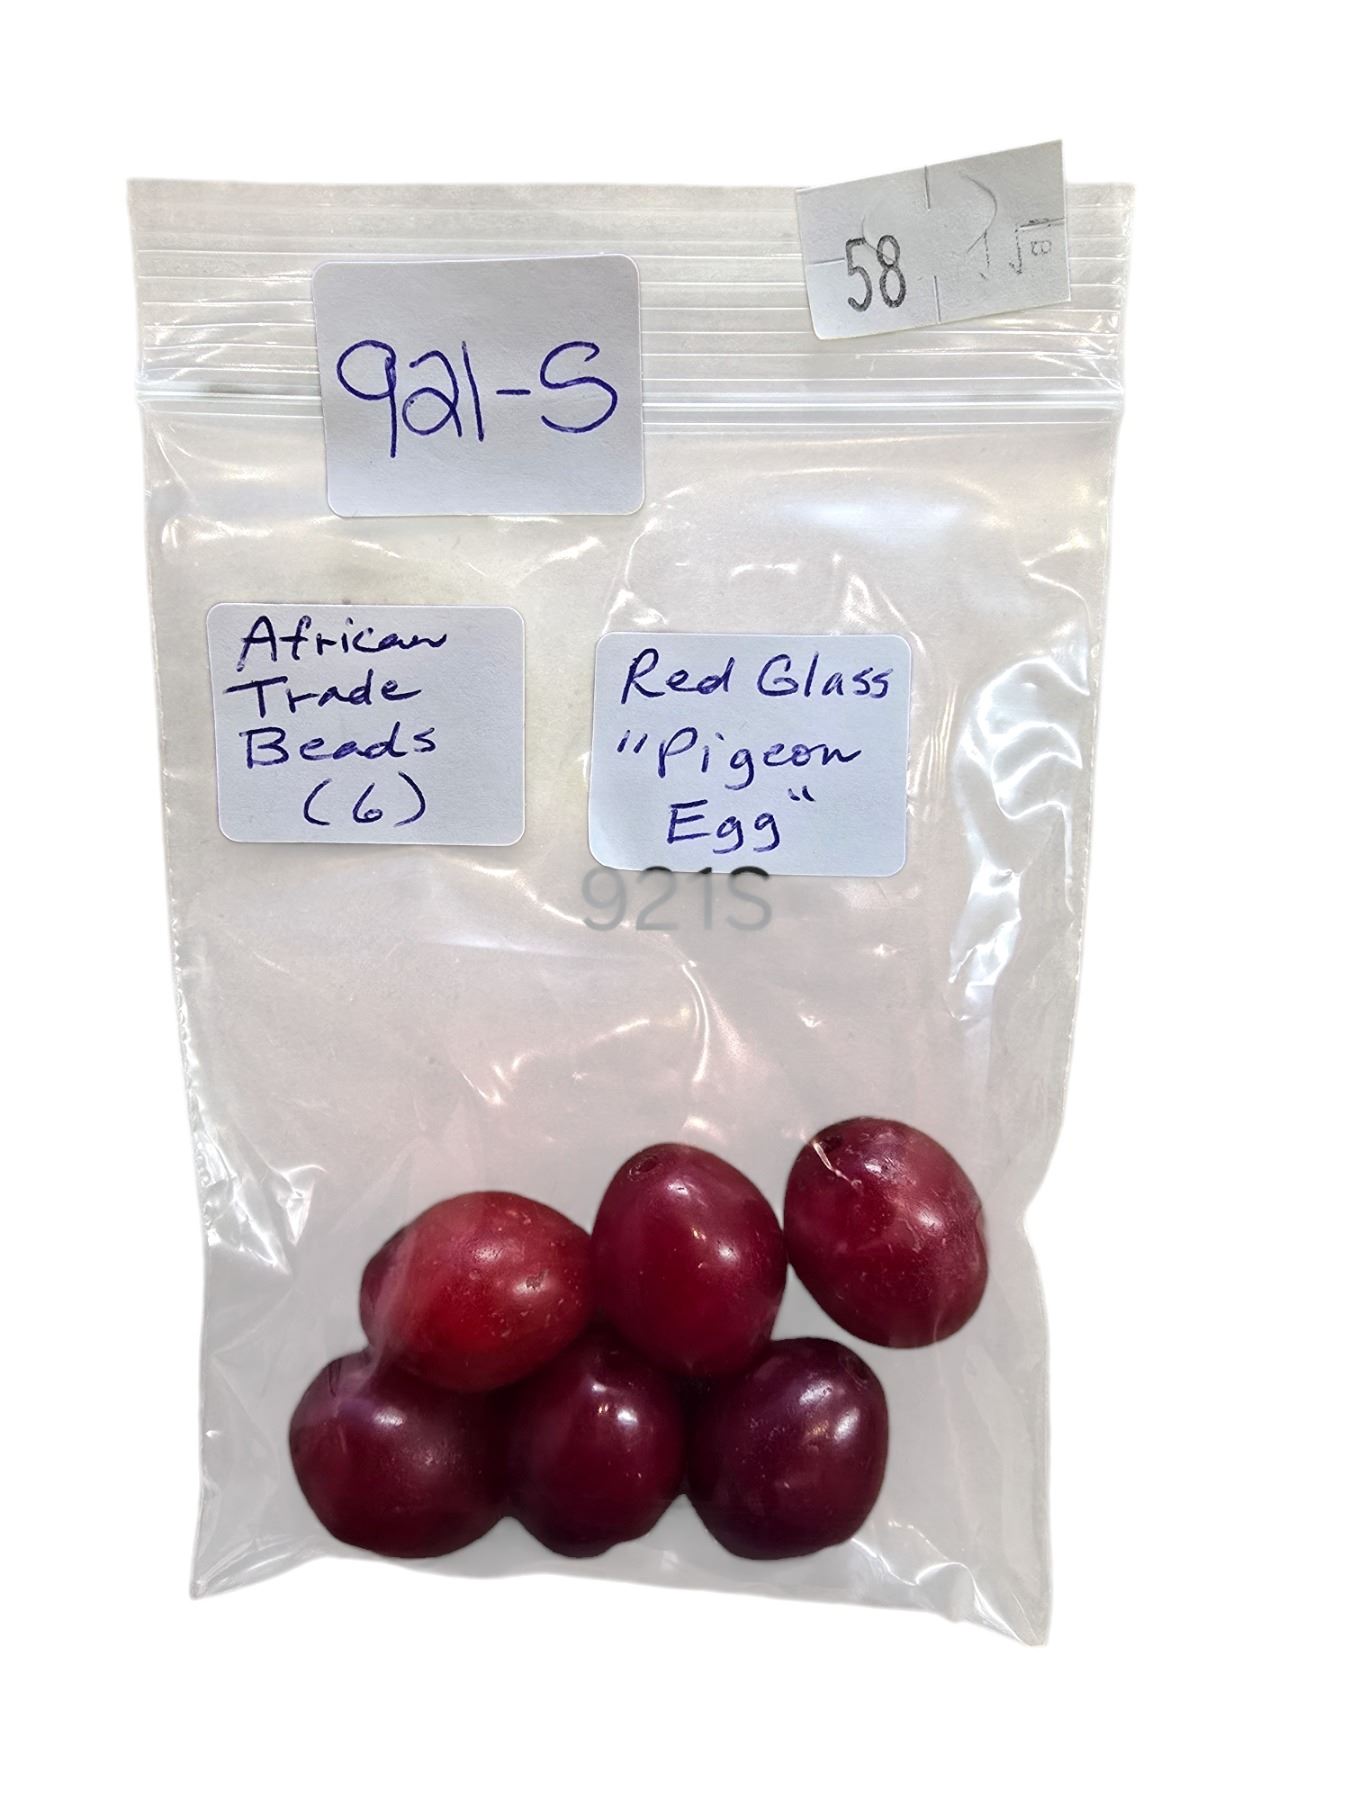 58
921-S
African
Trade
Beads
(6)
Red Glass
"Pigeon
Egg"
921S